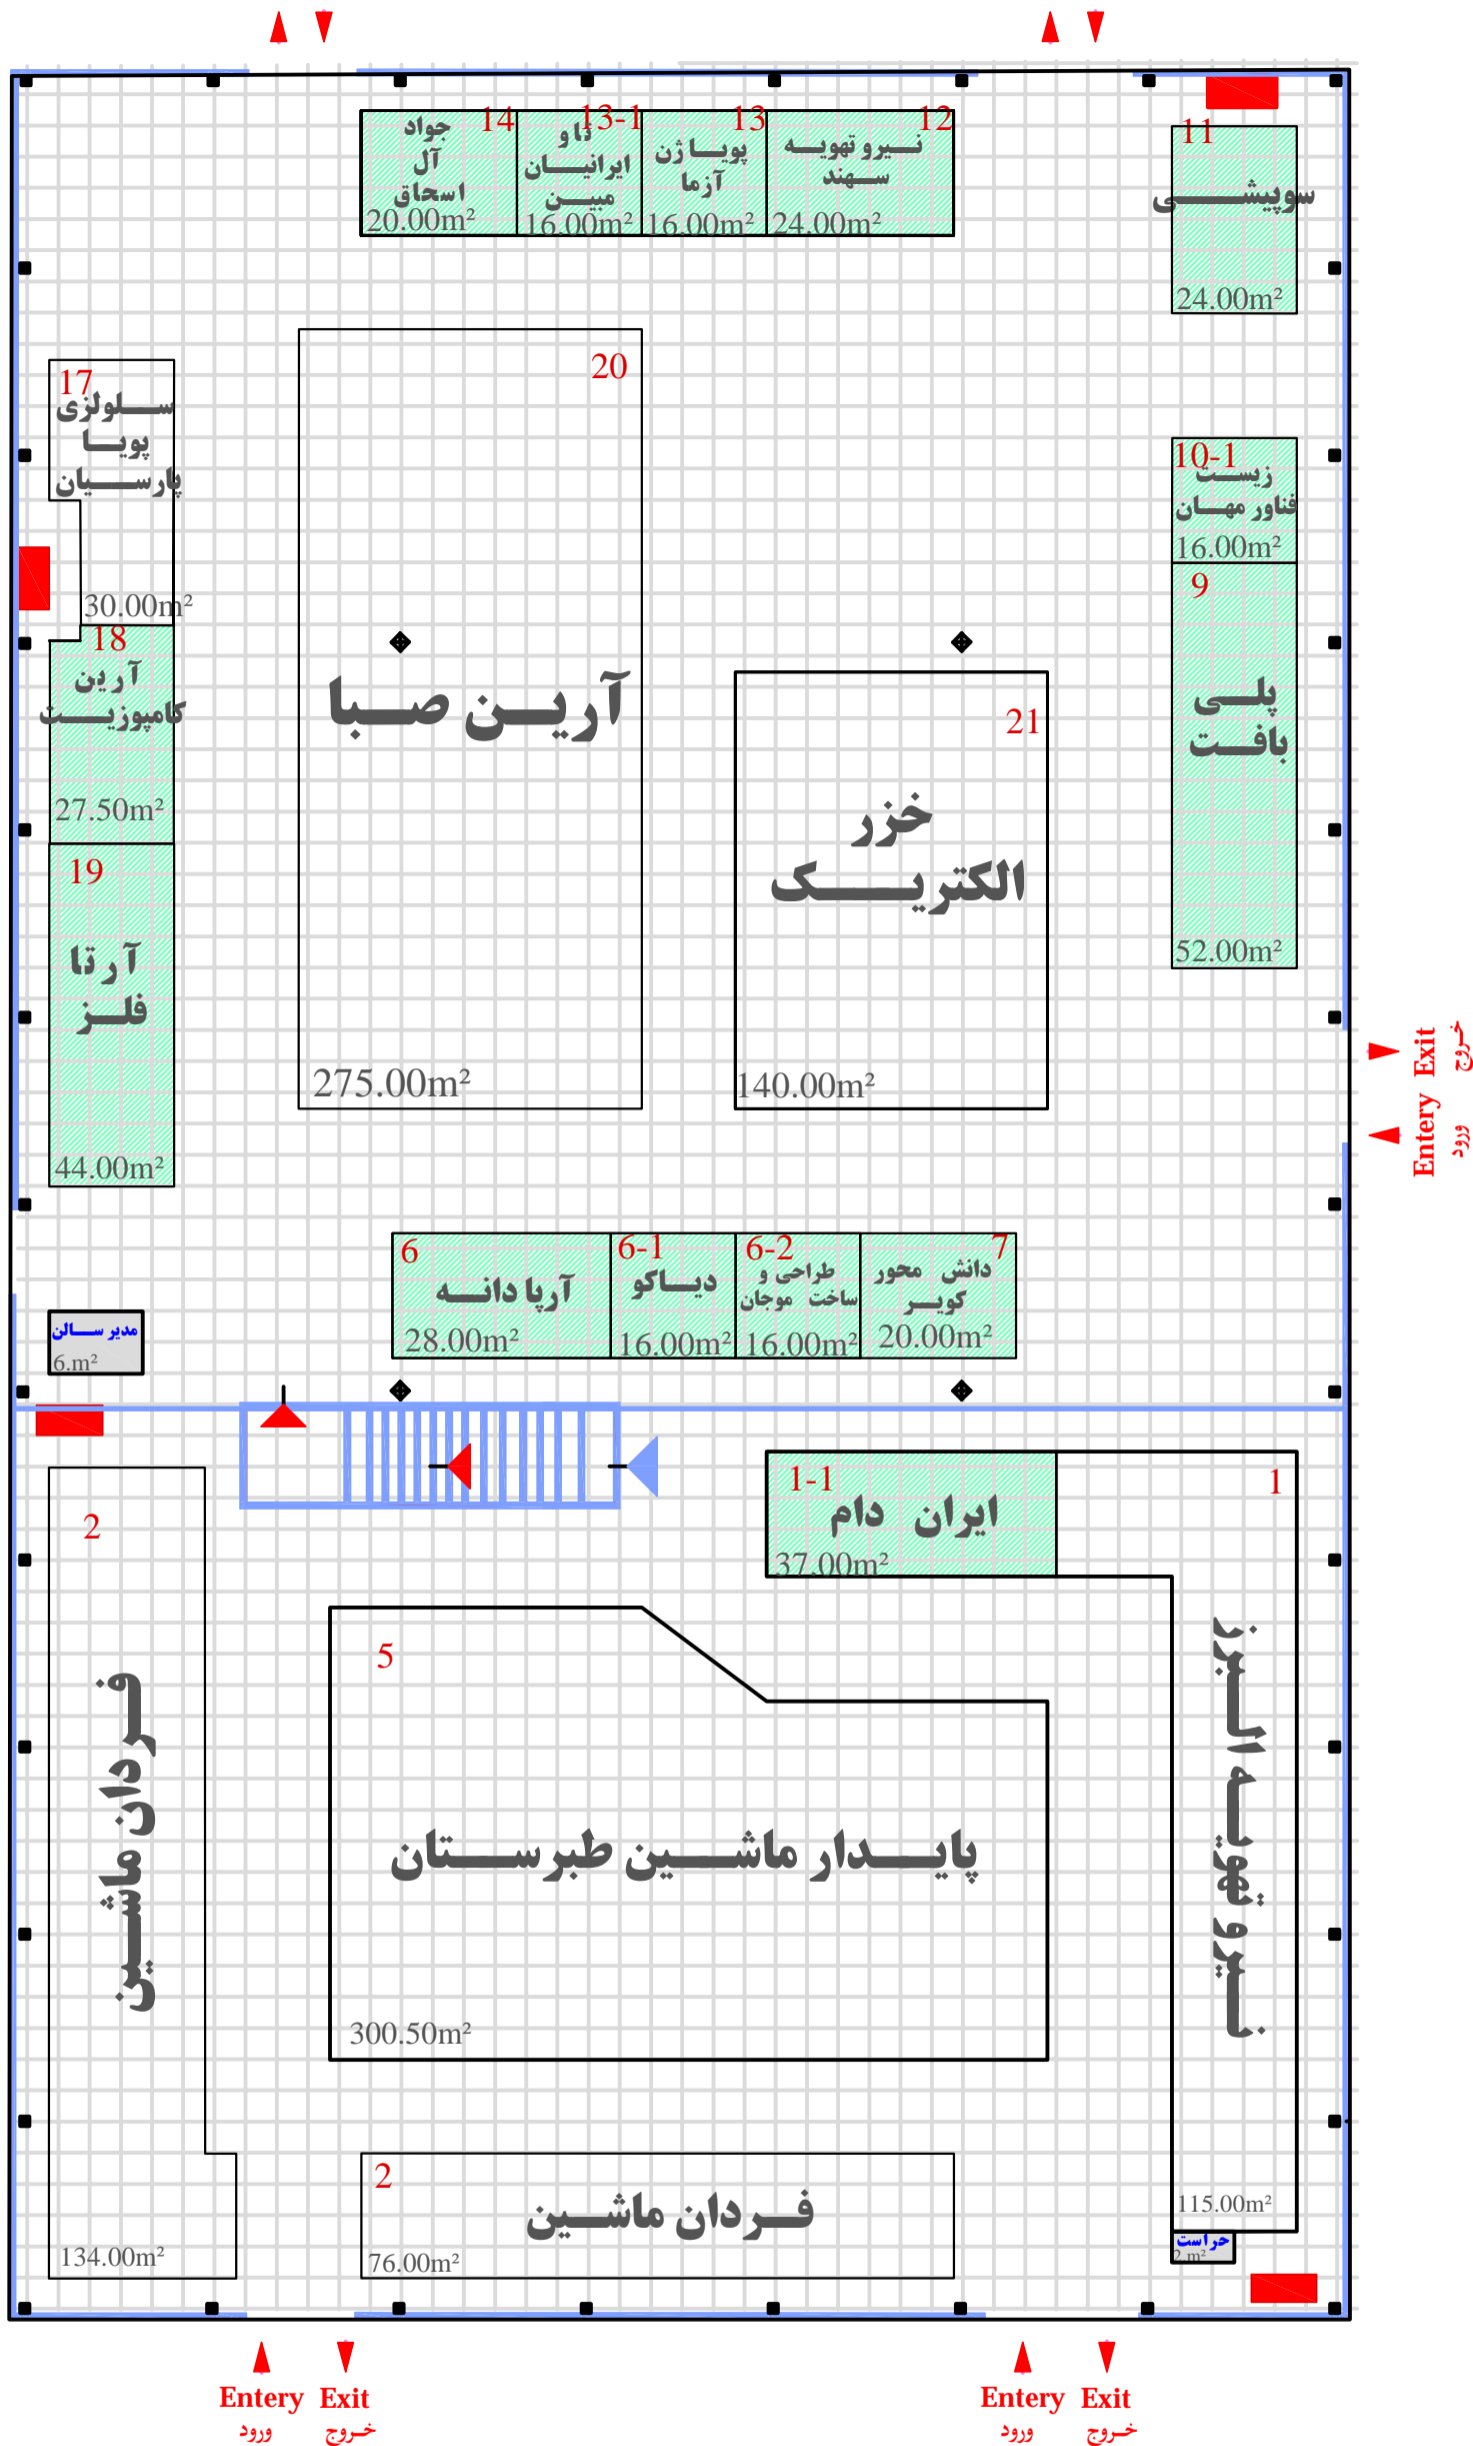 14
جواد
آل
اسحاق
20.00m²
13-1
ناو
ایرانیان
مبین
16.00m²
13
پویا ژن
آزما
16.00m²
12
نیرو تهویه
سهند
24.00m²
11
سوپیشی
24.00m²
17
سلولزی
پویا
پارسیان
30.00m²
20
آرین صبا
275.00m²
10-1
زیست
فناور مهان
16.00m²
9
پلی
بافت
52.00m²
18
آرین
کامپوزیت
27.50m²
21
خزر
الکتریک
140.00m²
19
آرتا
فلز
44.00m²
Exit خروج
Entery ورود
6
آرپا دانه
28.00m²
6-1
دیاکو
16.00m²
6-2
طراحی و
ساخت موجان
16.00m²
7
دانش محور
کویر
20.00m²
مدیر سالن
6.m²
1-1
ایران دام
37.00m²
1
نیرو تهویه البرز
115.00m²
2
فردان ماشین
134.00m²
5
پایدار ماشین طبرستان
300.50m²
2
فردان ماشین
76.00m²
حراست
2.m²
Entery Exit
ورود خروج
Entery Exit
ورود خروج